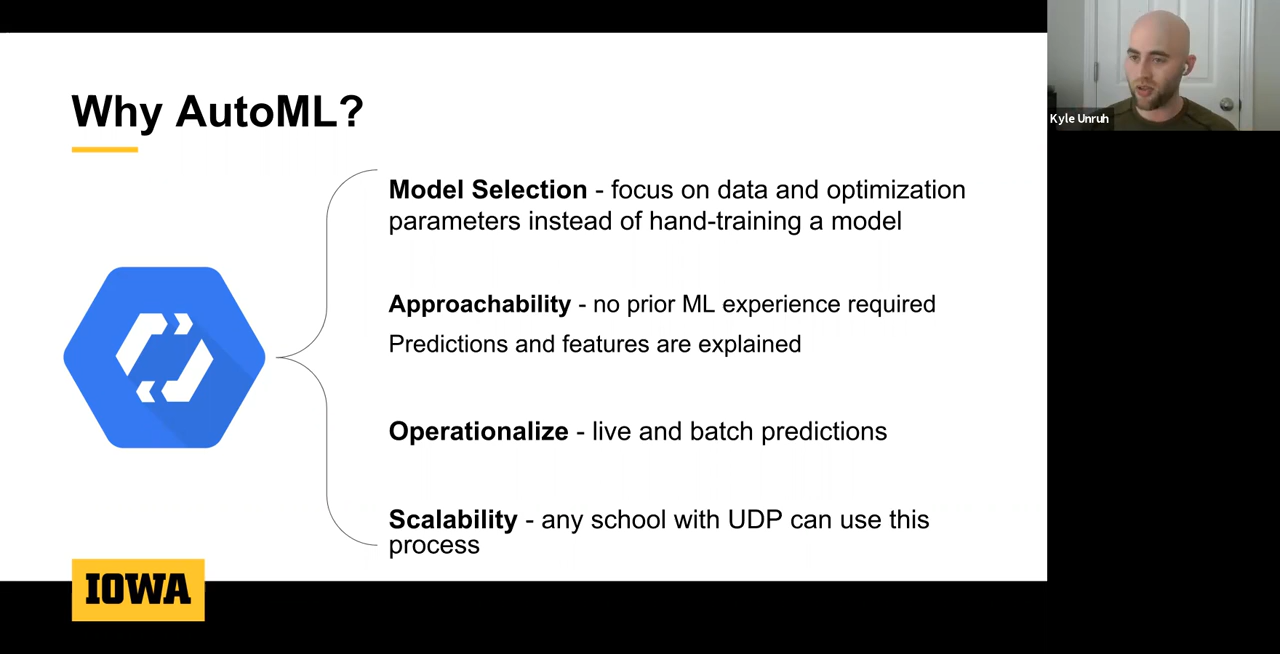 Why AutoML?
Model Selection - focus on data and optimization
parameters instead of hand-training a model
Approachability - no prior ML experience required
Predictions and features are explained
Operationalize - live and batch predictions
Scalability - any school with UDP can use this
process
IOWA
Kyle Unruh